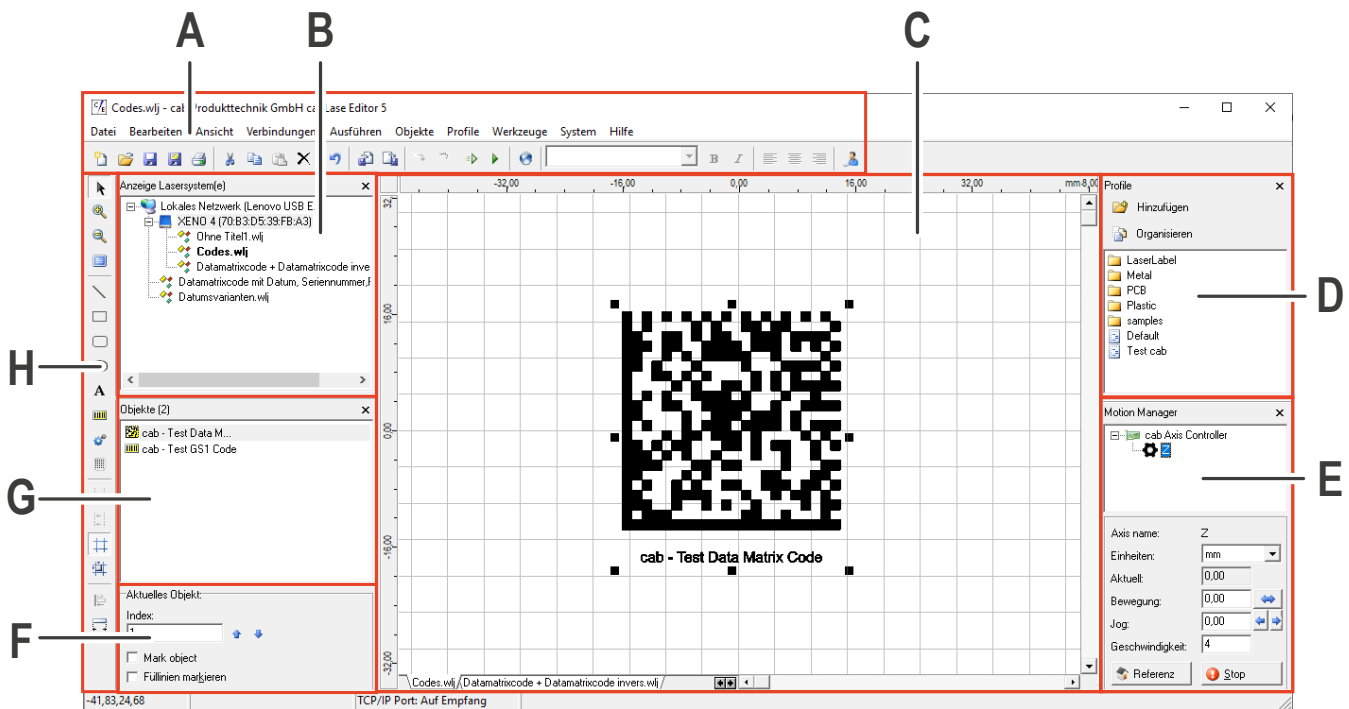 A
B
C
Codes.wlj - cab Produkttechnik GmbH cabLase Editor 5
Datei Bearbeiten Ansicht Verbindungen Ausführen Objekte Profile Werkzeuge System Hilfe
B I
Anzeige Lasersystem(e)
Lokales Netzwerk (Lenovo USB E
XENO 4 (70:B3:D5:39:FB:A3)
Ohne Titel1.wlj
Codes.wlj
Datamatrixcode + Datamatrixcode inve
Datamatrixcode mit Datum, Seriennummer,F
Datumsvarianten.wlj
-32,00 -16,00 0,00 16,00 32,00 mm-8,00
32,
16,00
0,00
-16,00
-32,00
Profile
Hinzufügen
Organisieren
LaserLabel
Metal
PCB
Plastic
samples
Default
Test cab
D
H
A
Objekte (2)
cab - Test Data M...
cab - Test GS1 Code
G
cab - Test Data Matrix Code
Motion Manager
cab Axis Controller
Z
E
Axis name: Z
Einheiten: mm
Aktuell: 0,00
Bewegung: 0,00
Jog: 0,00
Geschwindigkeit: 4
Referenz Stop
Aktuelles Objekt:
Index:
1
F
Mark object
Füllinien markieren
Codes.wlj Datamatrixcode + Datamatrixcode invers.wlj
-41,83,24,68
TCP/IP Port: Auf Empfang